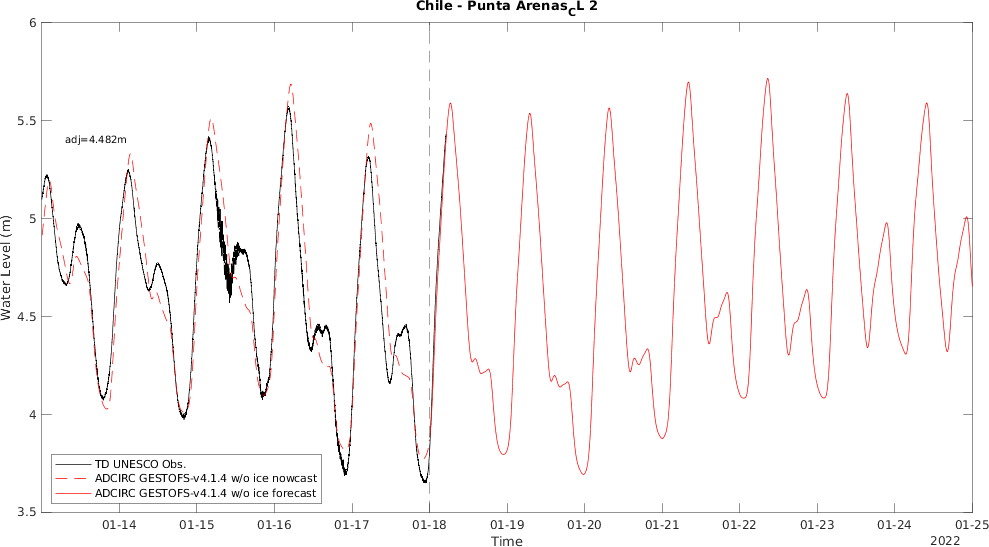 Chile - Punta ArenasCL 2
6
5.5
5
4.5
4
3.5
Water Level (m)
adj=4.482m
TD UNESCO Obs.
ADCIRC GESTOFS-v4.1.4 w/o ice nowcast
ADCIRC GESTOFS-v4.1.4 w/o ice forecast
01-14 01-15 01-16 01-17 01-18 01-19 01-20 01-21 01-22 01-23 01-24 01-25
Time
2022